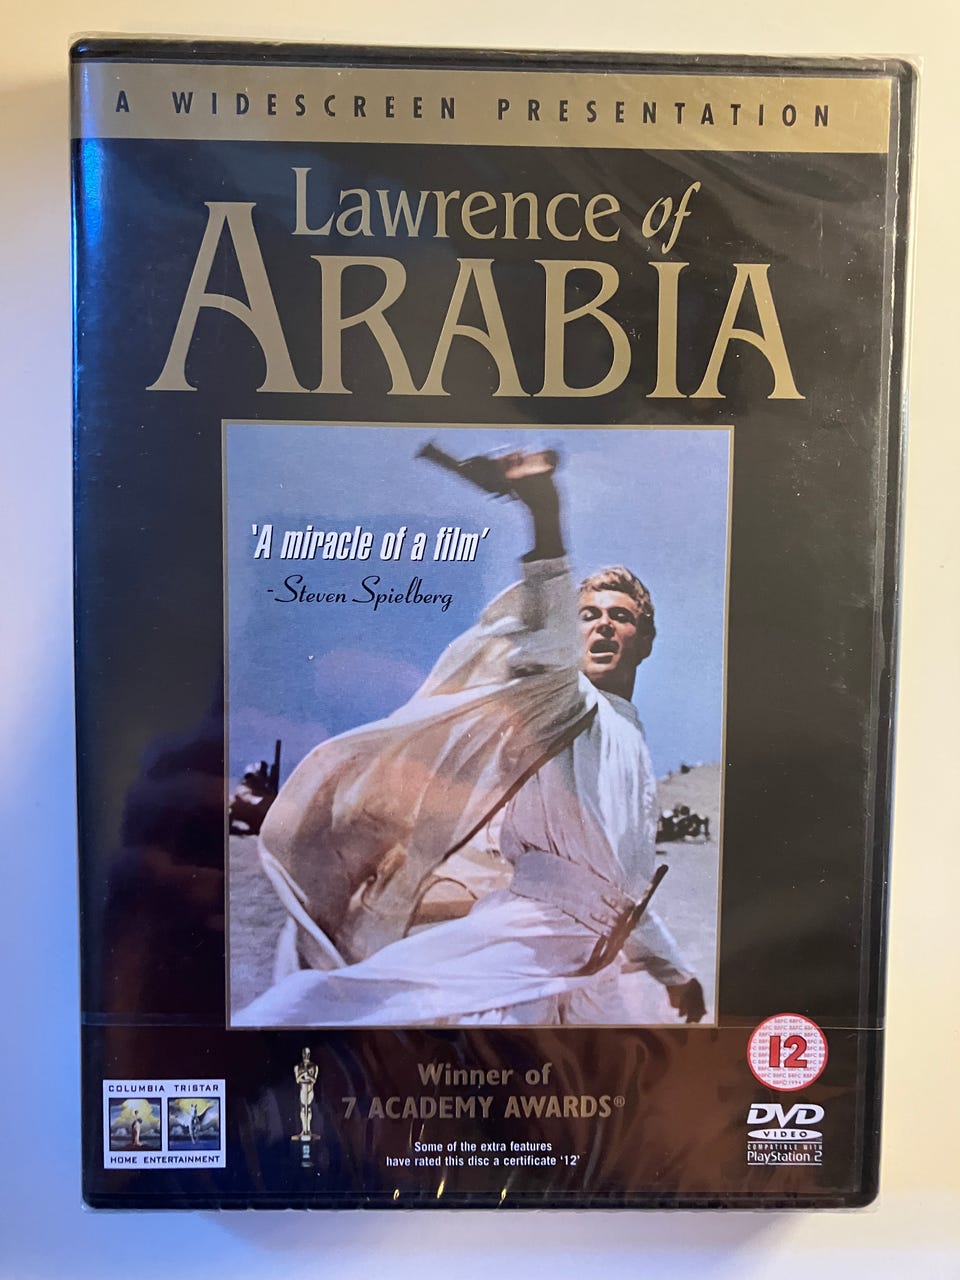 A WIDESCREEN PRESENTATION
Lawrence of
ARABIA
'A miracle of a film'
-Steven Spielberg
Winner of
7 ACADEMY AWARDS®
Some of the extra features
have rated this disc a certificate '12'
COLUMBIA TRISTAR
HOME ENTERTAINMENT
12
DVD
VIDEO
COMPATIBLE WITH
PlayStation 2